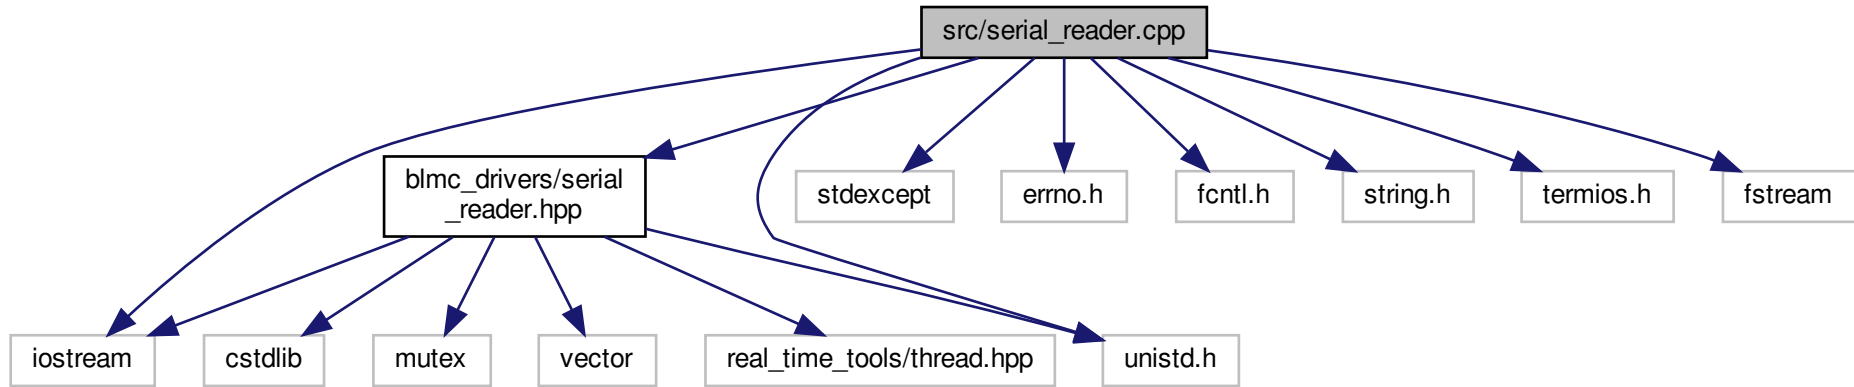 src/serial_reader.cpp
blmc_drivers/serial
_reader.hpp
stdexcept
errno.h
fcntl.h
string.h
termios.h
fstream
iostream
cstdlib
mutex
vector
real_time_tools/thread.hpp
unistd.h